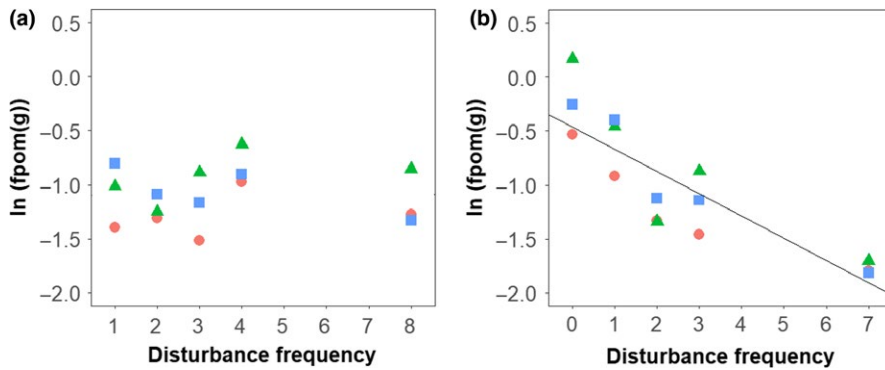 (a)
ln (fpom(g))
0.5
0.0
−0.5
−1.0
−1.5
−2.0
1 2 3 4 5 6 7 8
Disturbance frequency
(b)
ln (fpom(g))
0.5
0.0
−0.5
−1.0
−1.5
−2.0
0 1 2 3 4 5 6 7
Disturbance frequency